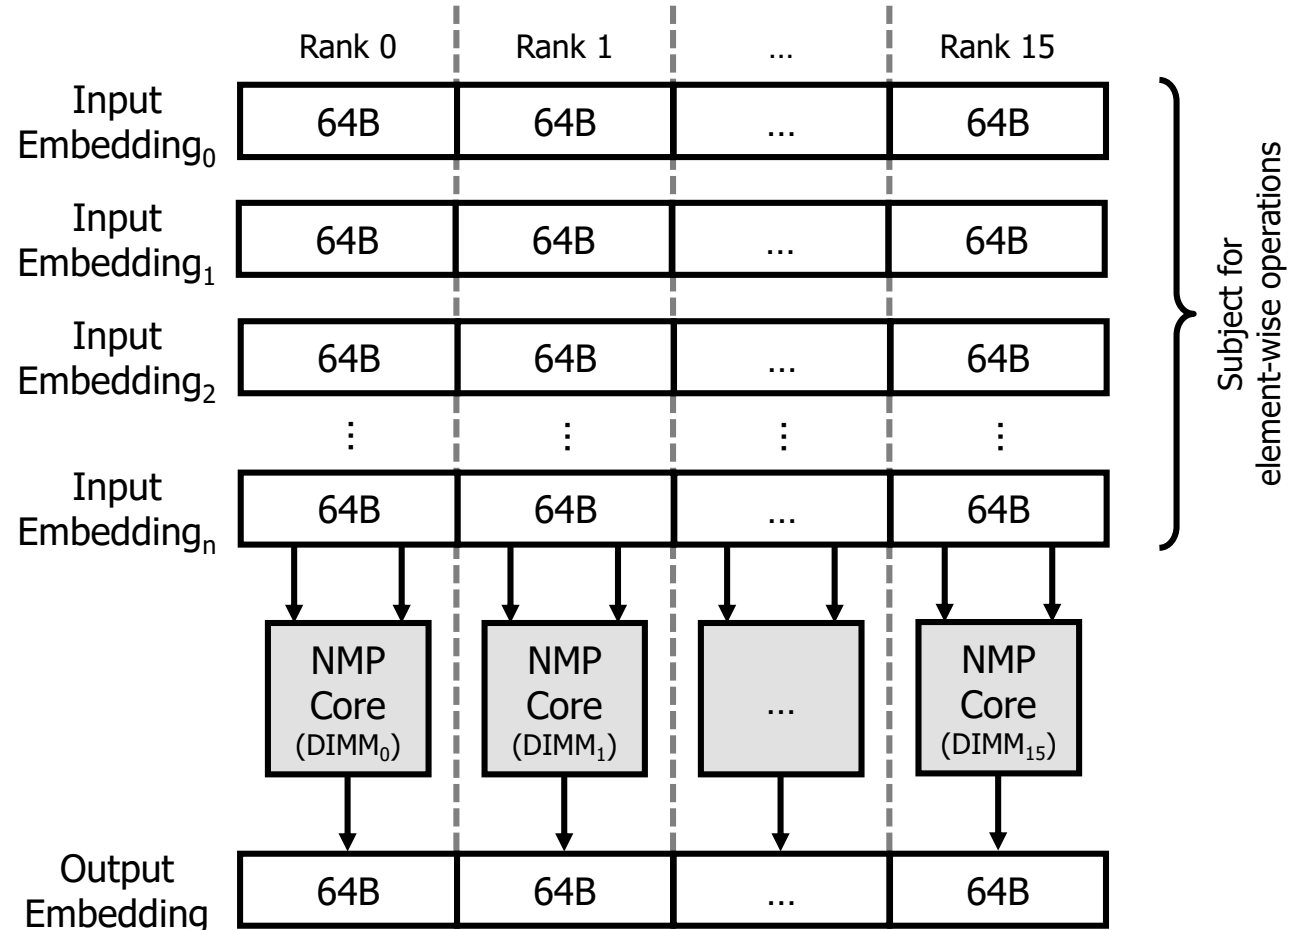 Rank 0 Rank 1 ... Rank 15
Input
Embedding0 64B 64B ... 64B
Input
Embedding1 64B 64B ... 64B
Input
Embedding2 64B 64B ... 64B
⋮ ⋮ ⋮ ⋮
Input
Embeddingn 64B 64B ... 64B
Subject for
element-wise operations
NMP
Core
(DIMM0)
NMP
Core
(DIMM1)
...
NMP
Core
(DIMM15)
Output
Embedding 64B 64B ... 64B